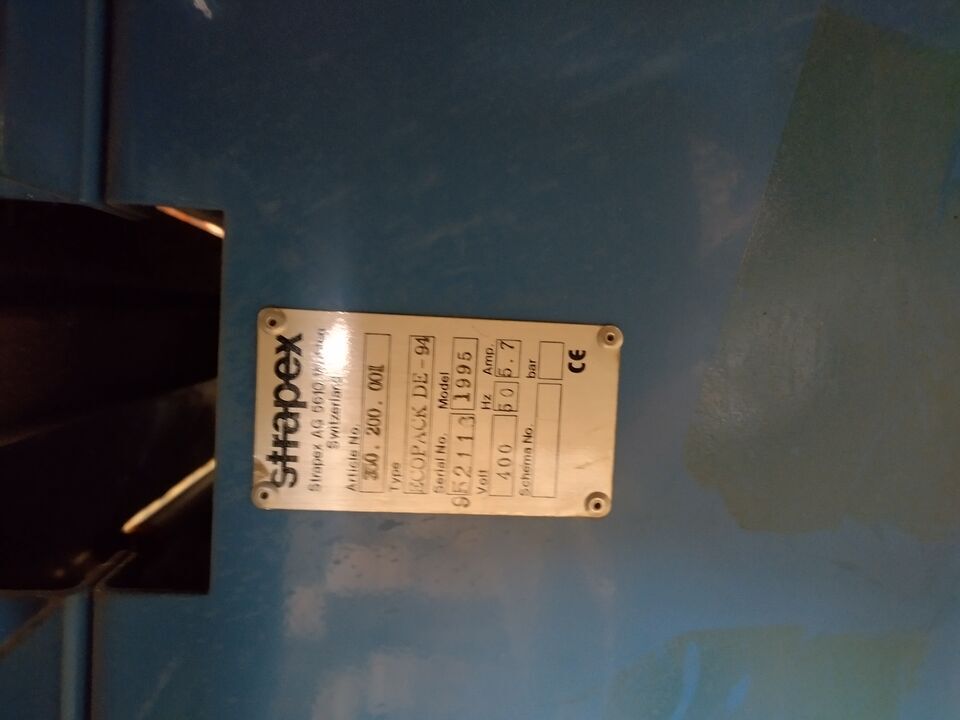 strapex
Strapex AG 5610
Switzerland
Article No.
200. 001
Type
ECOPACK DE-94
Serial No. Model
952113 1995
Volt Hz Amp.
400 50 5.7
Schema No. bar
CE